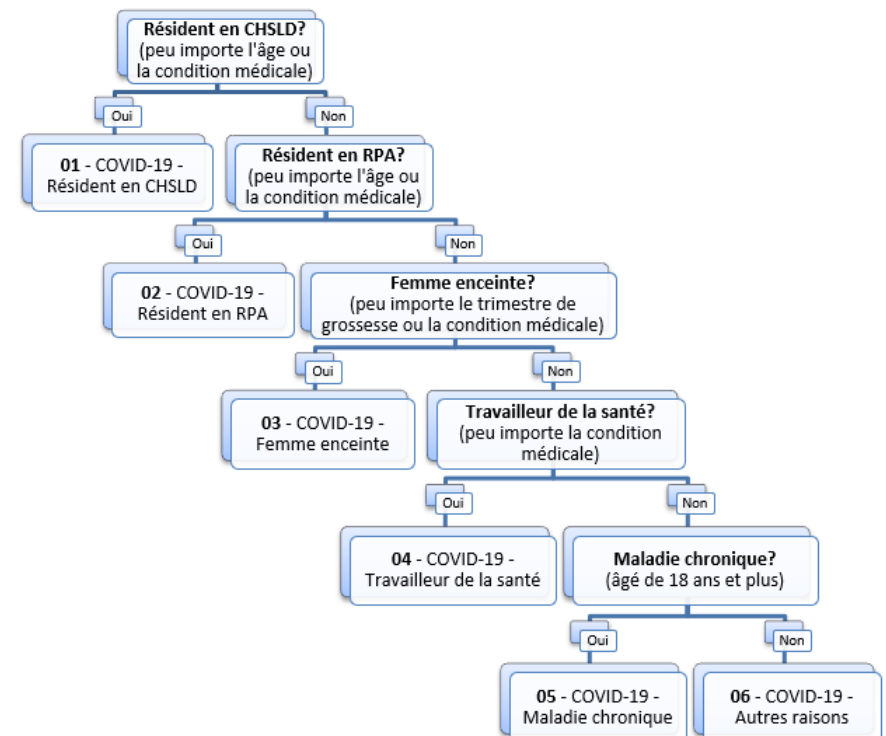 Résident en CHSLD?
(peu importe l'âge ou
la condition médicale)
Oui
Non
01 - COVID-19 -
Résident en CHSLD
Résident en RPA?
(peu importe l'âge ou
la condition médicale)
Oui
Non
02 - COVID-19 -
Résident en RPA
Femme enceinte?
(peu importe le trimestre de
grossesse ou la condition médicale)
Oui
Non
03 - COVID-19 -
Femme enceinte
Travailleur de la santé?
(peu importe la condition
médicale)
Oui
Non
04 - COVID-19 -
Travailleur de la santé
Maladie chronique?
(âgé de 18 ans et plus)
Oui
Non
05 - COVID-19 -
Maladie chronique
06 - COVID-19 -
Autres raisons